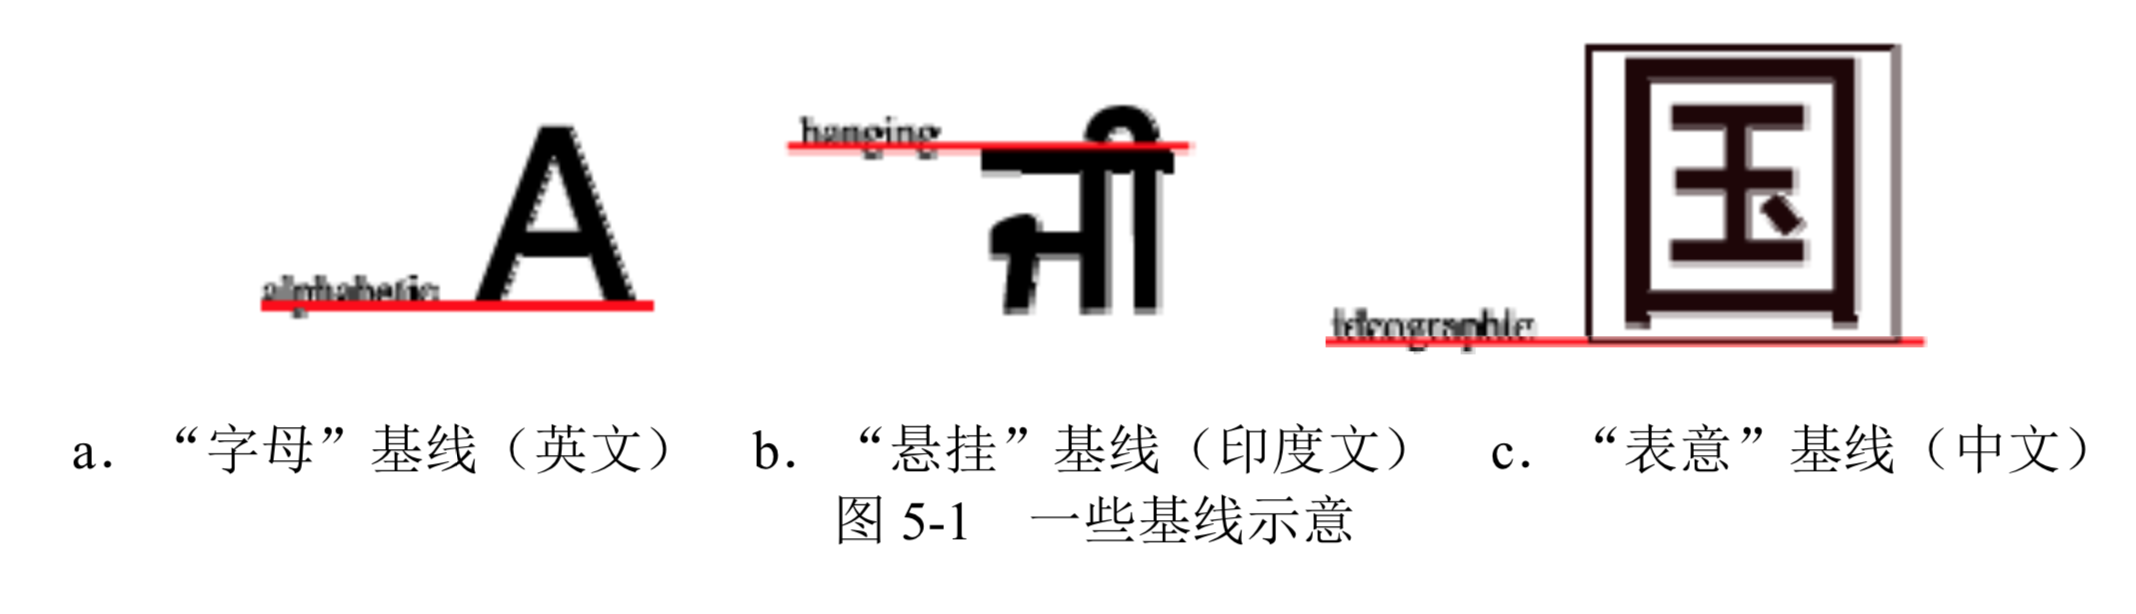 alphabetic A
hanging नी
ideographic 国
a. “字母”基线（英文） b. “悬挂”基线（印度文） c. “表意”基线（中文）
图 5-1 一些基线示意